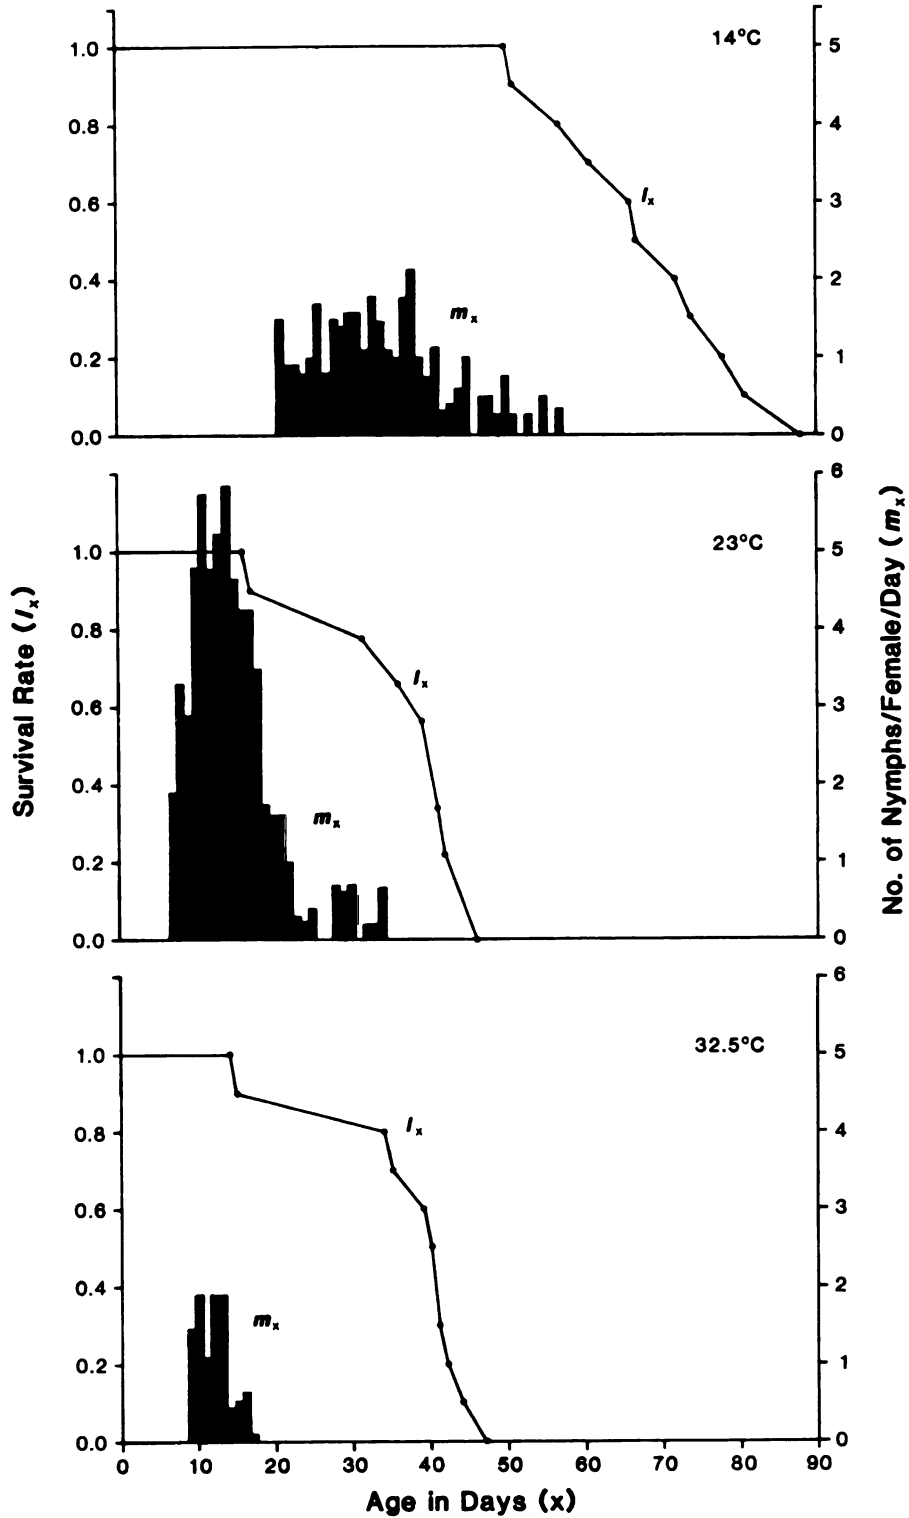 14°C
1.0
0.8
0.6
0.4
0.2
0.0
5
4
3
2
1
0
lx
mx
23°C
1.0
0.8
0.6
0.4
0.2
0.0
6
5
4
3
2
1
0
lx
mx
Survival Rate (lx)
No. of Nymphs/Female/Day (mx)
32.5°C
1.0
0.8
0.6
0.4
0.2
0.0
6
5
4
3
2
1
0
lx
mx
0 10 20 30 40 50 60 70 80 90
Age in Days (x)